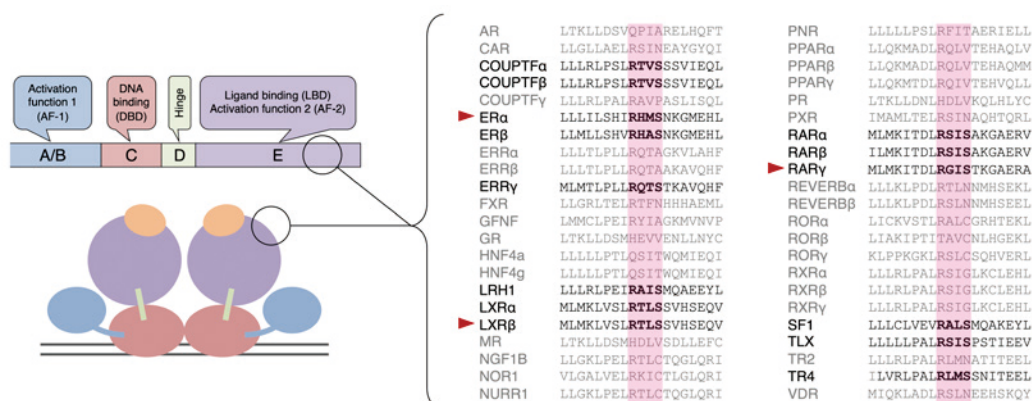 Activation
function 1
(AF-1)
DNA
binding
(DBD)
Hinge
Ligand binding (LBD)
Activation function 2 (AF-2)
A/B C D E
AR LTKLLDSVQPIARELHQFT
CAR LLGLLAELRSINEAYGYQI
COUPTFα LLLRLPSLRTVSSSVIEQL
COUPTFβ LLLRLPSLRTVSSSVIEQL
COUPTFγ LLLRLPALRAVPASLISQL
ERα LLLILSHIRHMSNKGMEHL
ERβ LLMLLSHVRHASNKGMEHL
ERRα LLLTLPLLRQTAGKVLAHF
ERRβ LLLTLPLLRQTAAKAVQHF
ERRγ LMLTLPLLRQTSTKAVQHF
FXR LLGRLTELRTFNHHHAEML
GFNF LMMCLPEIRYIAGKMVNVP
GR LTKLLDSMHEVVENLLNYC
HNF4a LLLLLPTLQSITWQMIEQI
HNF4g LLLLLPTLQSITWQMIEQI
LRH1 LLLRLPEIRAISMQAEEYL
LXRα MLMKLVSLRTLSSVHSEQV
LXRβ MLMKLVSLRTLSSVHSEQV
MR LTKLLDSMHDLVSDLLEFC
NGF1B LLGKLPELRTLCTQGLQRI
NOR1 VLGALVELRKICTLGLQRI
NURR1 LLGKLPELRTLCTQGLQRI
PNR LLLLLPSLRFITAERIELL
PPARα LLQKMADLRQLVTEHAQLV
PPARβ LLQKMADLRQLVTEHAQMM
PPARγ LLQKMTDLRQIVTEHVQLL
PR LTKLLDNLHDLVKQLHLYC
PXR IMAMLTELRSINAQHTQRL
RARα MLMKITDLRSISAKGAERV
RARβ ILMKITDLRSISAKGAERV
RARγ MLMKITDLRGISTKGAERA
REVERBα LLLKLPDLRTLNNMHSEKL
REVERBβ LLLKLPDLRSLNNMHSEEL
RORα LICKVSTLRALCGRHTEKL
RORβ LIAKIPTITAVCNLHGEKL
RORγ KLPPKGKLRSLCSQHVERL
RXRα LLLRLPALRSIGLKCLEHL
RXRβ LLLRLPALRSIGLKCLEHL
RXRγ LLLRLPALRSIGLKCLEHL
SF1 LLLCLVEVRALSMQAKEYL
TLX LLLLLPALRSISPSTIEEV
TR2 LLLRLPALRLMNATITEEL
TR4 ILVRLPALRLMSSNITEEL
VDR MIQKLADLRSLNEEHSKQY